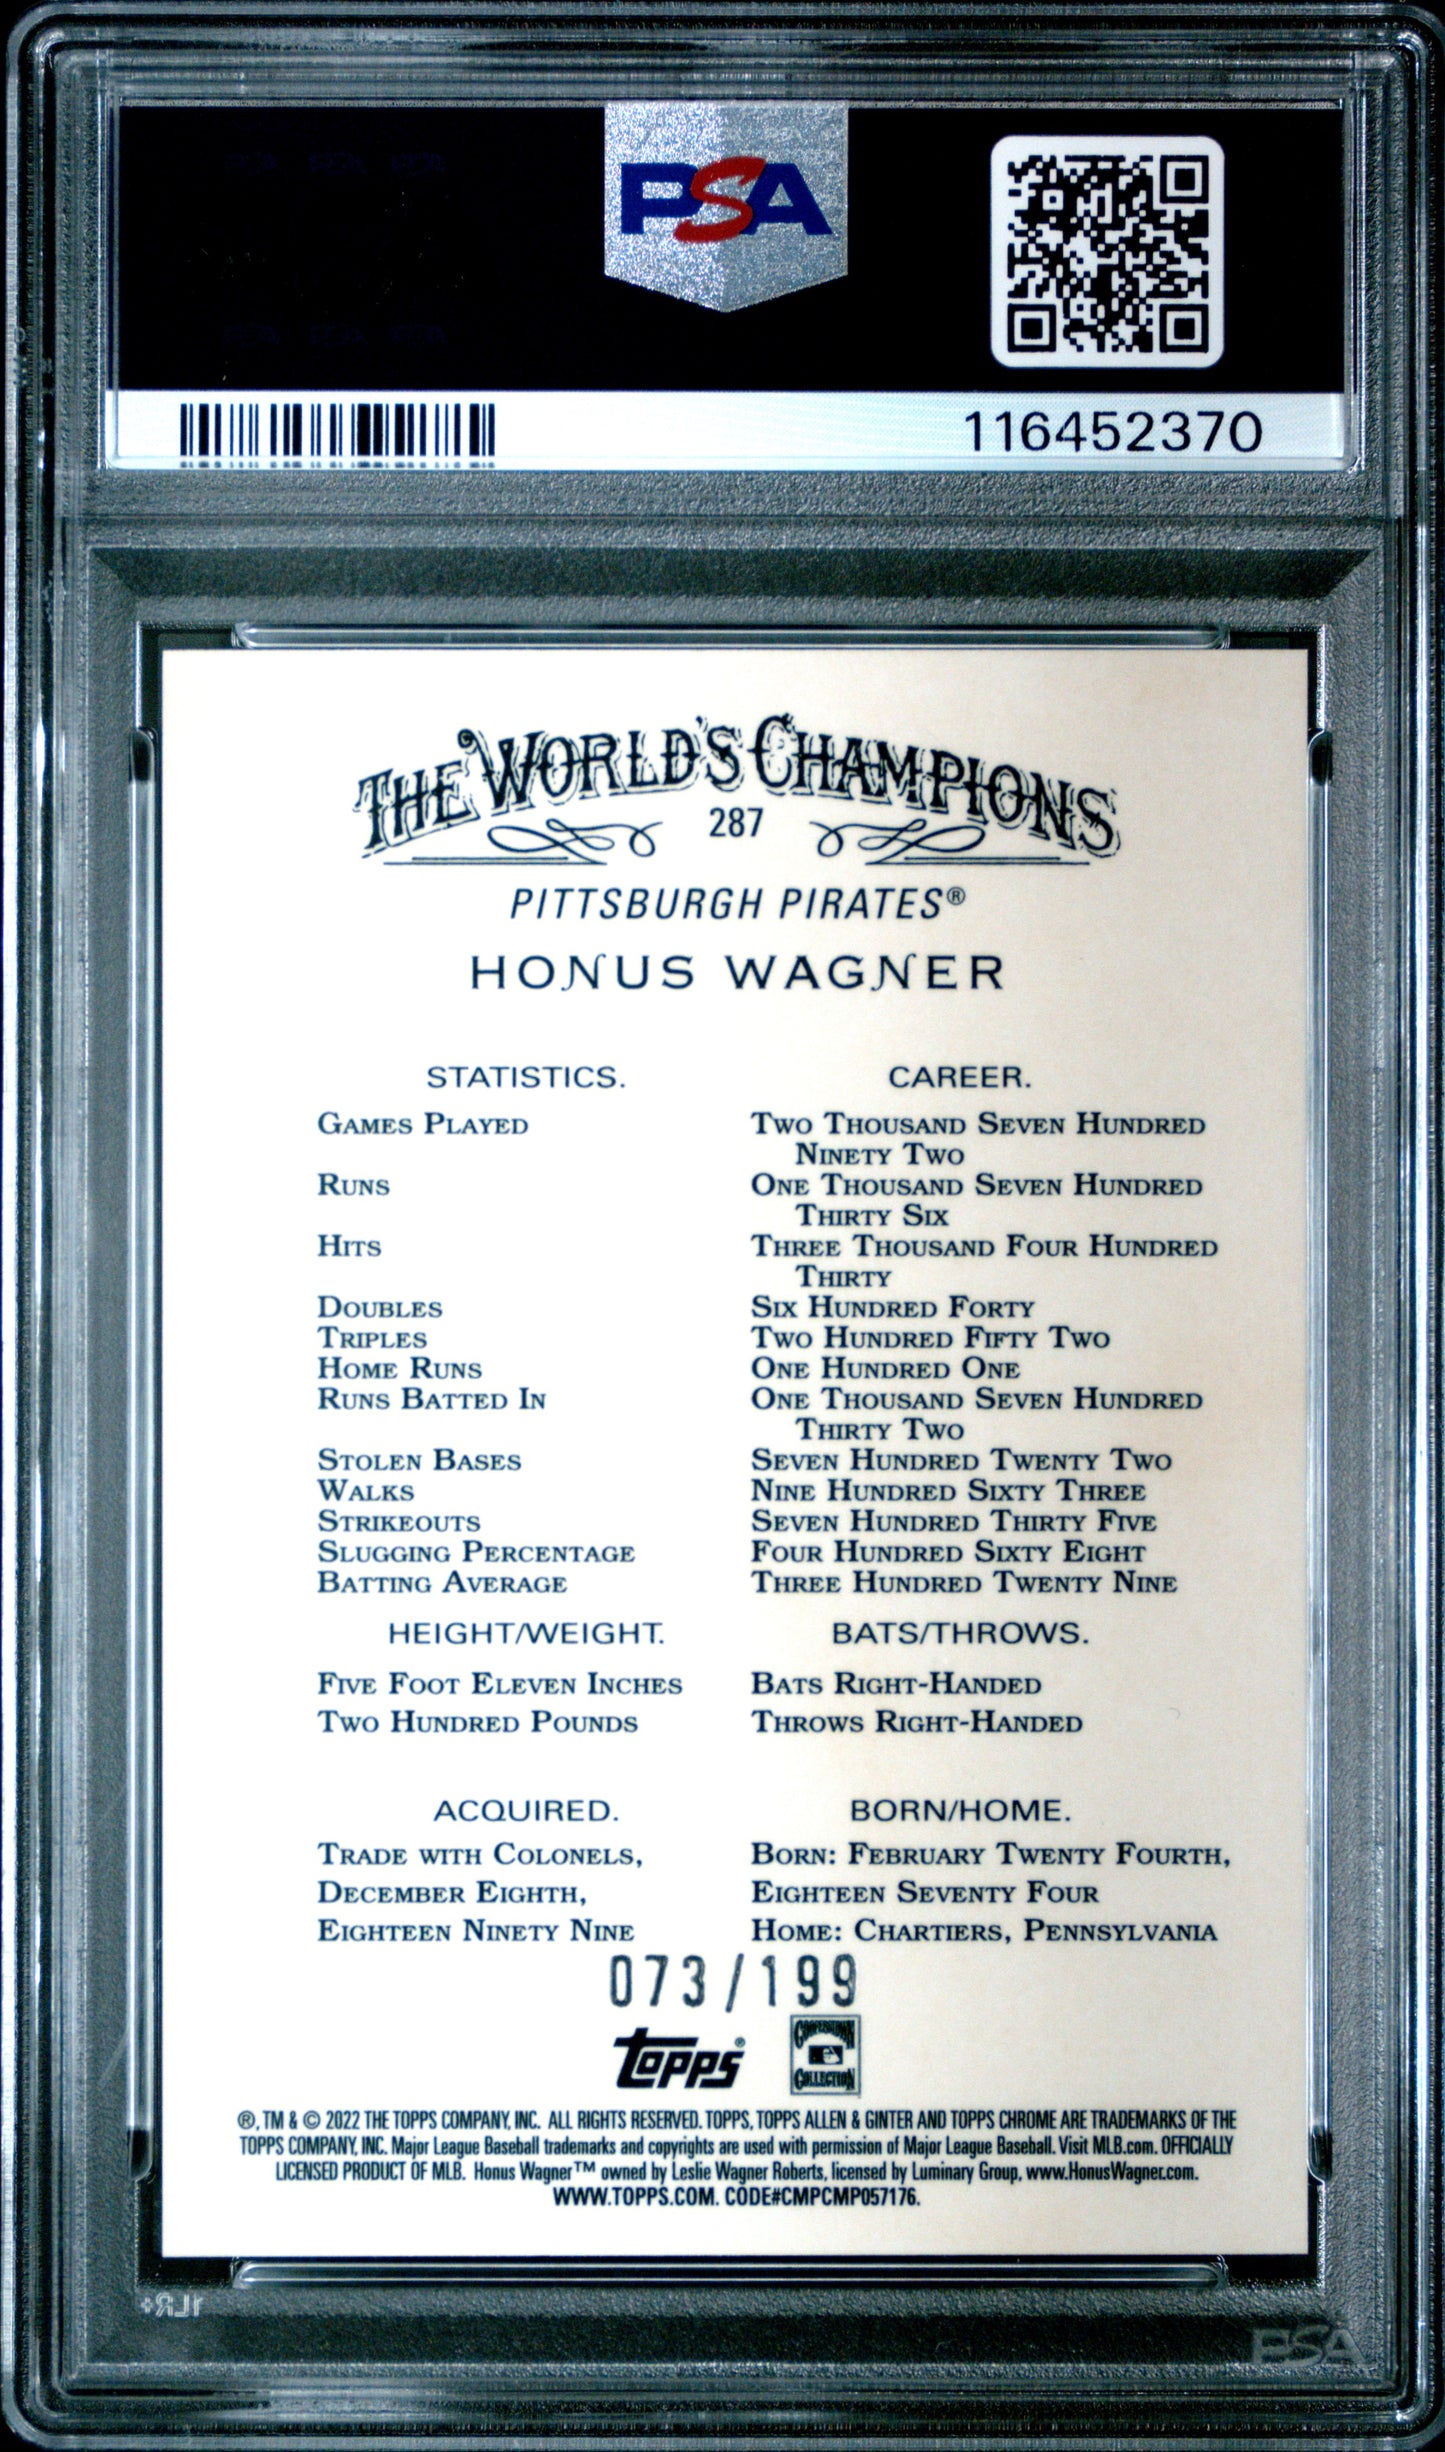 PSA
116452370
THE WORLD'S CHAMPIONS
287
PITTSBURGH PIRATES®
HONUS WAGNER
STATISTICS. CAREER.
GAMES PLAYED TWO THOUSAND SEVEN HUNDRED
NINETY TWO
RUNS ONE THOUSAND SEVEN HUNDRED
THIRTY SIX
HITS THREE THOUSAND FOUR HUNDRED
THIRTY
DOUBLES SIX HUNDRED FORTY
TRIPLES TWO HUNDRED FIFTY TWO
HOME RUNS ONE HUNDRED ONE
RUNS BATTED IN ONE THOUSAND SEVEN HUNDRED
THIRTY TWO
STOLEN BASES SEVEN HUNDRED TWENTY TWO
WALKS NINE HUNDRED SIXTY THREE
STRIKEOUTS SEVEN HUNDRED THIRTY FIVE
SLUGGING PERCENTAGE FOUR HUNDRED SIXTY EIGHT
BATTING AVERAGE THREE HUNDRED TWENTY NINE
HEIGHT/WEIGHT. BATS/THROWS.
FIVE FOOT ELEVEN INCHES BATS RIGHT-HANDED
TWO HUNDRED POUNDS THROWS RIGHT-HANDED
ACQUIRED. BORN/HOME.
TRADE WITH COLONELS, BORN: FEBRUARY TWENTY FOURTH,
DECEMBER EIGHTH, EIGHTEEN SEVENTY FOUR
EIGHTEEN NINETY NINE HOME: CHARTIERS, PENNSYLVANIA
073/199
Topps®
COOPERSTOWN
COLLECTION
®, TM & © 2022 THE TOPPS COMPANY, INC. ALL RIGHTS RESERVED. TOPPS, TOPPS ALLEN & GINTER AND TOPPS CHROME ARE TRADEMARKS OF THE
TOPPS COMPANY, INC. Major League Baseball trademarks and copyrights are used with permission of Major League Baseball. Visit MLB.com. OFFICIALLY
LICENSED PRODUCT OF MLB. Honus Wagner™ owned by Leslie Wagner Roberts, licensed by Luminary Group, www.HonusWagner.com.
WWW.TOPPS.COM. CODE#CMPCMP057176.
PSA